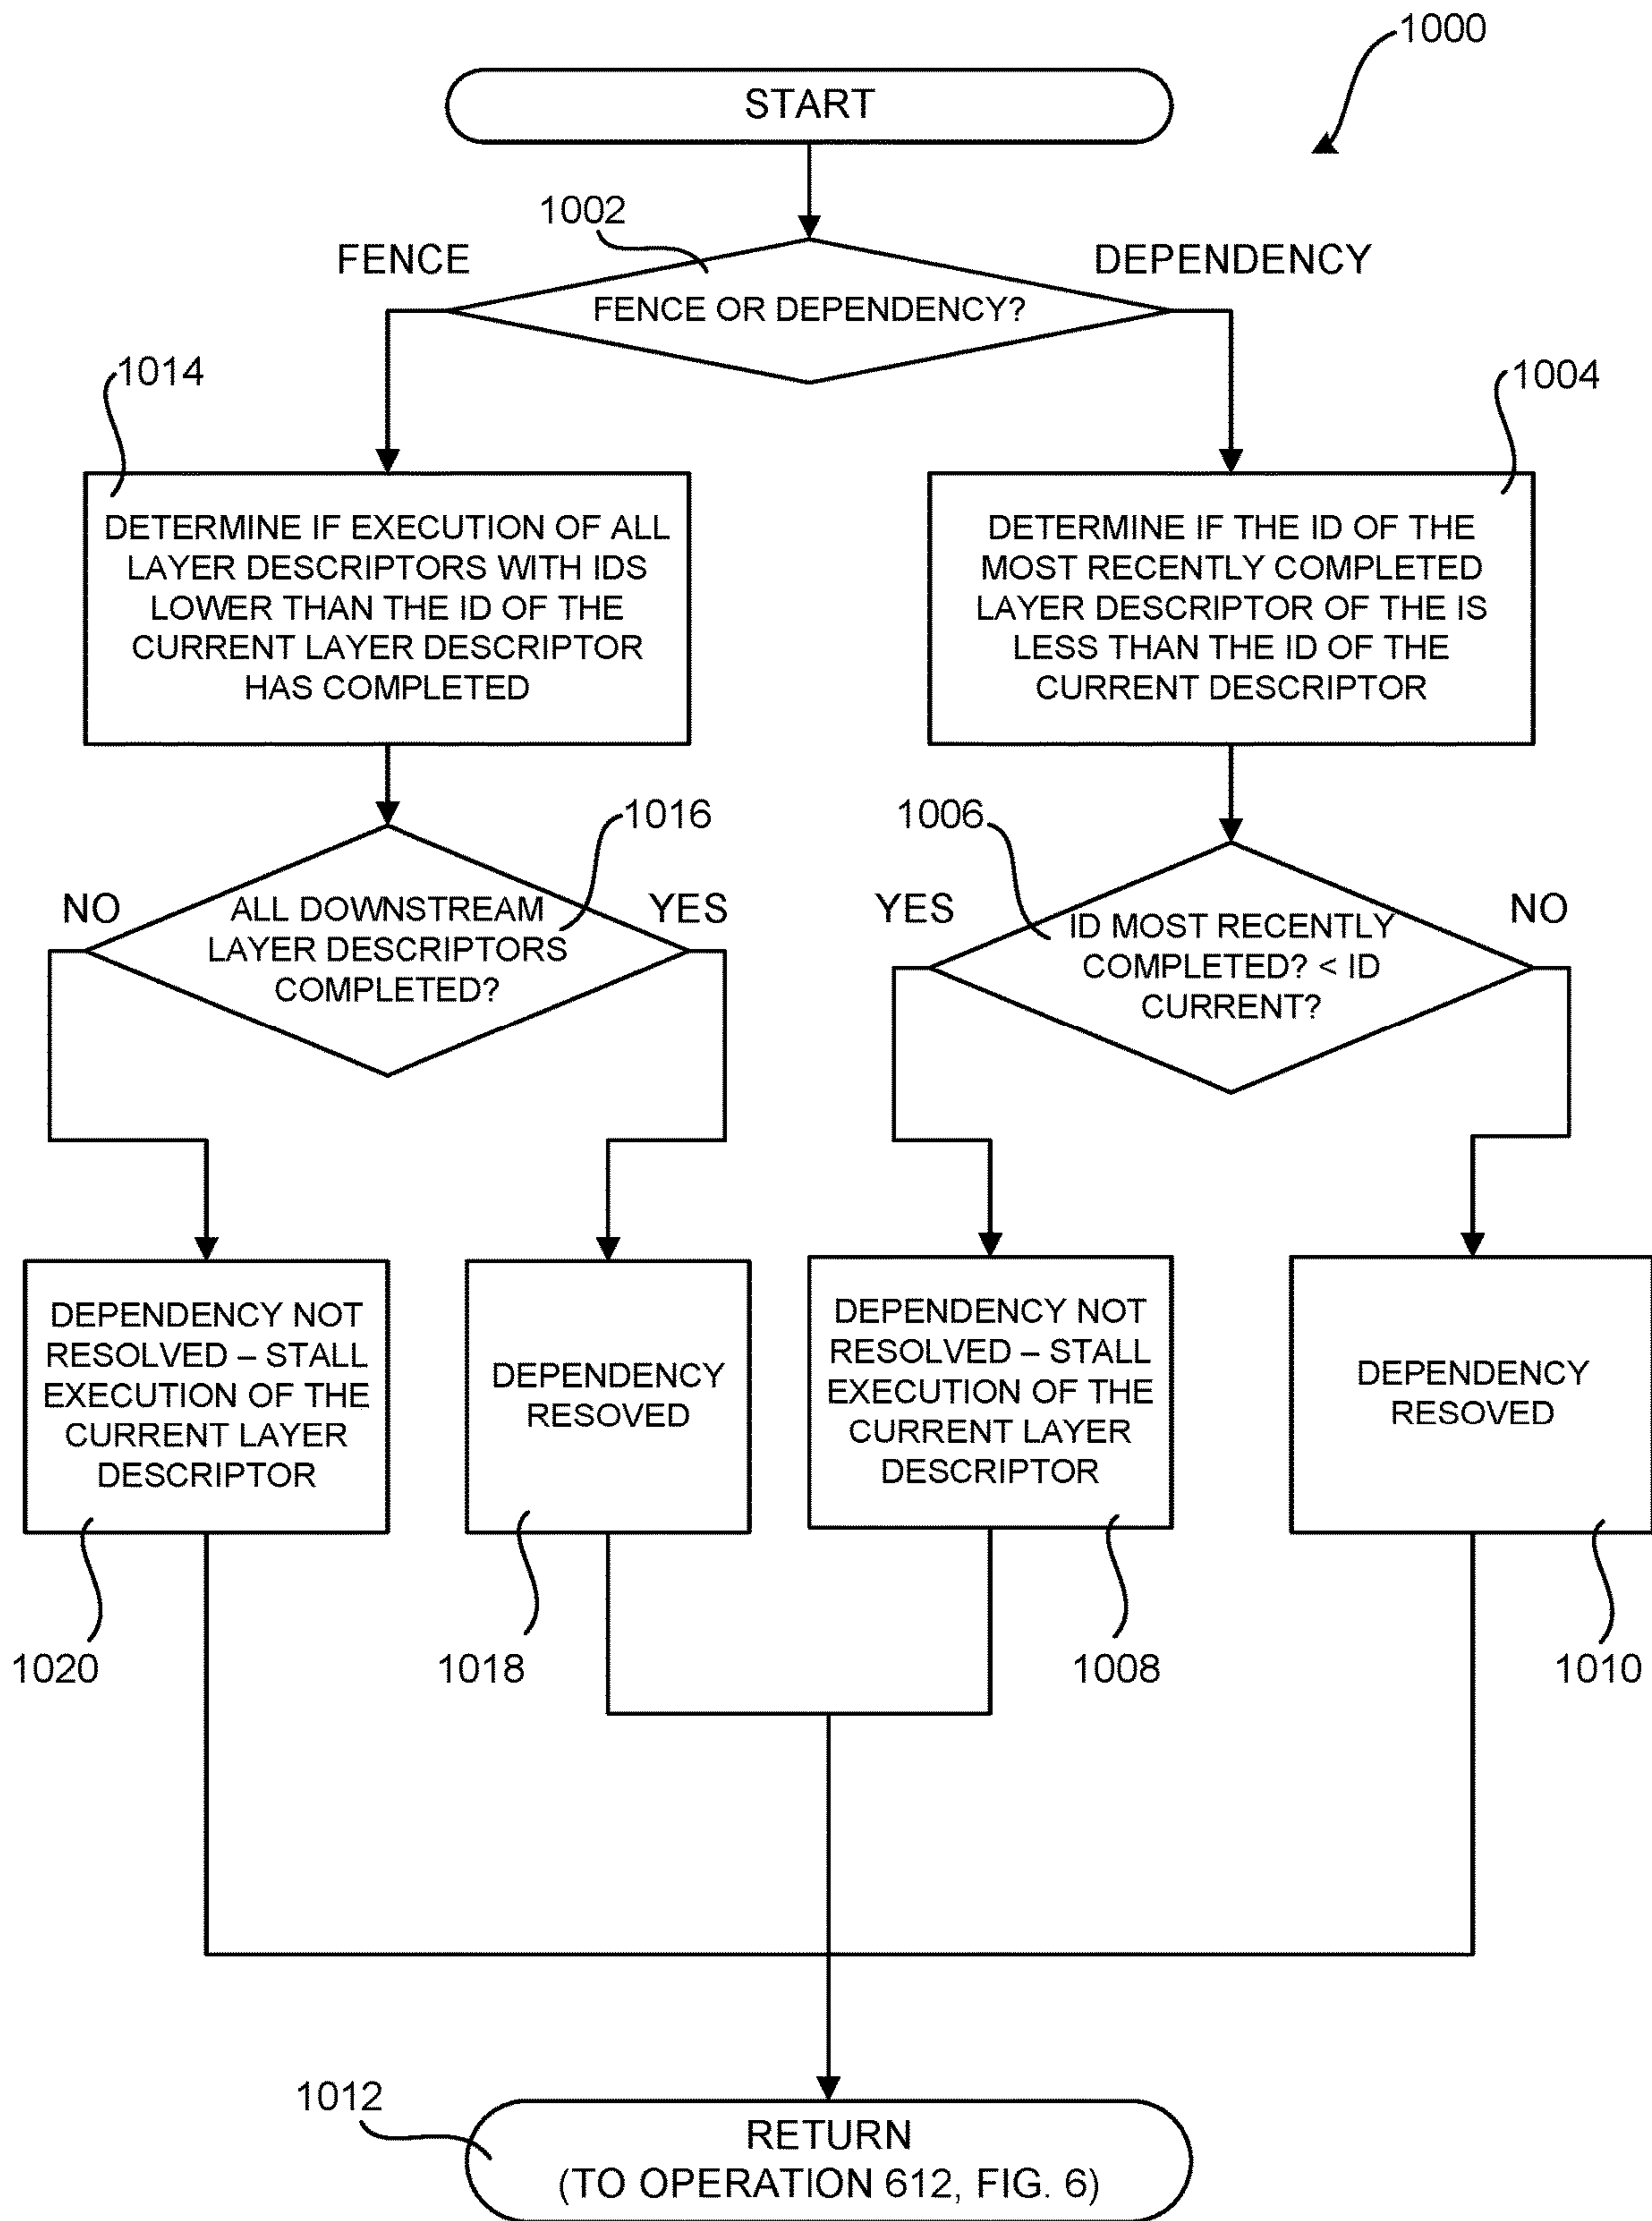 1000
START
1002
FENCE
DEPENDENCY
FENCE OR DEPENDENCY?
1014
1004
DETERMINE IF EXECUTION OF ALL
LAYER DESCRIPTORS WITH IDS
LOWER THAN THE ID OF THE
CURRENT LAYER DESCRIPTOR
HAS COMPLETED
DETERMINE IF THE ID OF THE
MOST RECENTLY COMPLETED
LAYER DESCRIPTOR OF THE IS
LESS THAN THE ID OF THE
CURRENT DESCRIPTOR
1016
1006
NO
ALL DOWNSTREAM
LAYER DESCRIPTORS
COMPLETED?
YES
YES
ID MOST RECENTLY
COMPLETED? < ID
CURRENT?
NO
DEPENDENCY NOT
RESOLVED – STALL
EXECUTION OF THE
CURRENT LAYER
DESCRIPTOR
DEPENDENCY
RESOVED
DEPENDENCY NOT
RESOLVED – STALL
EXECUTION OF THE
CURRENT LAYER
DESCRIPTOR
DEPENDENCY
RESOVED
1020
1018
1008
1010
1012
RETURN
(TO OPERATION 612, FIG. 6)